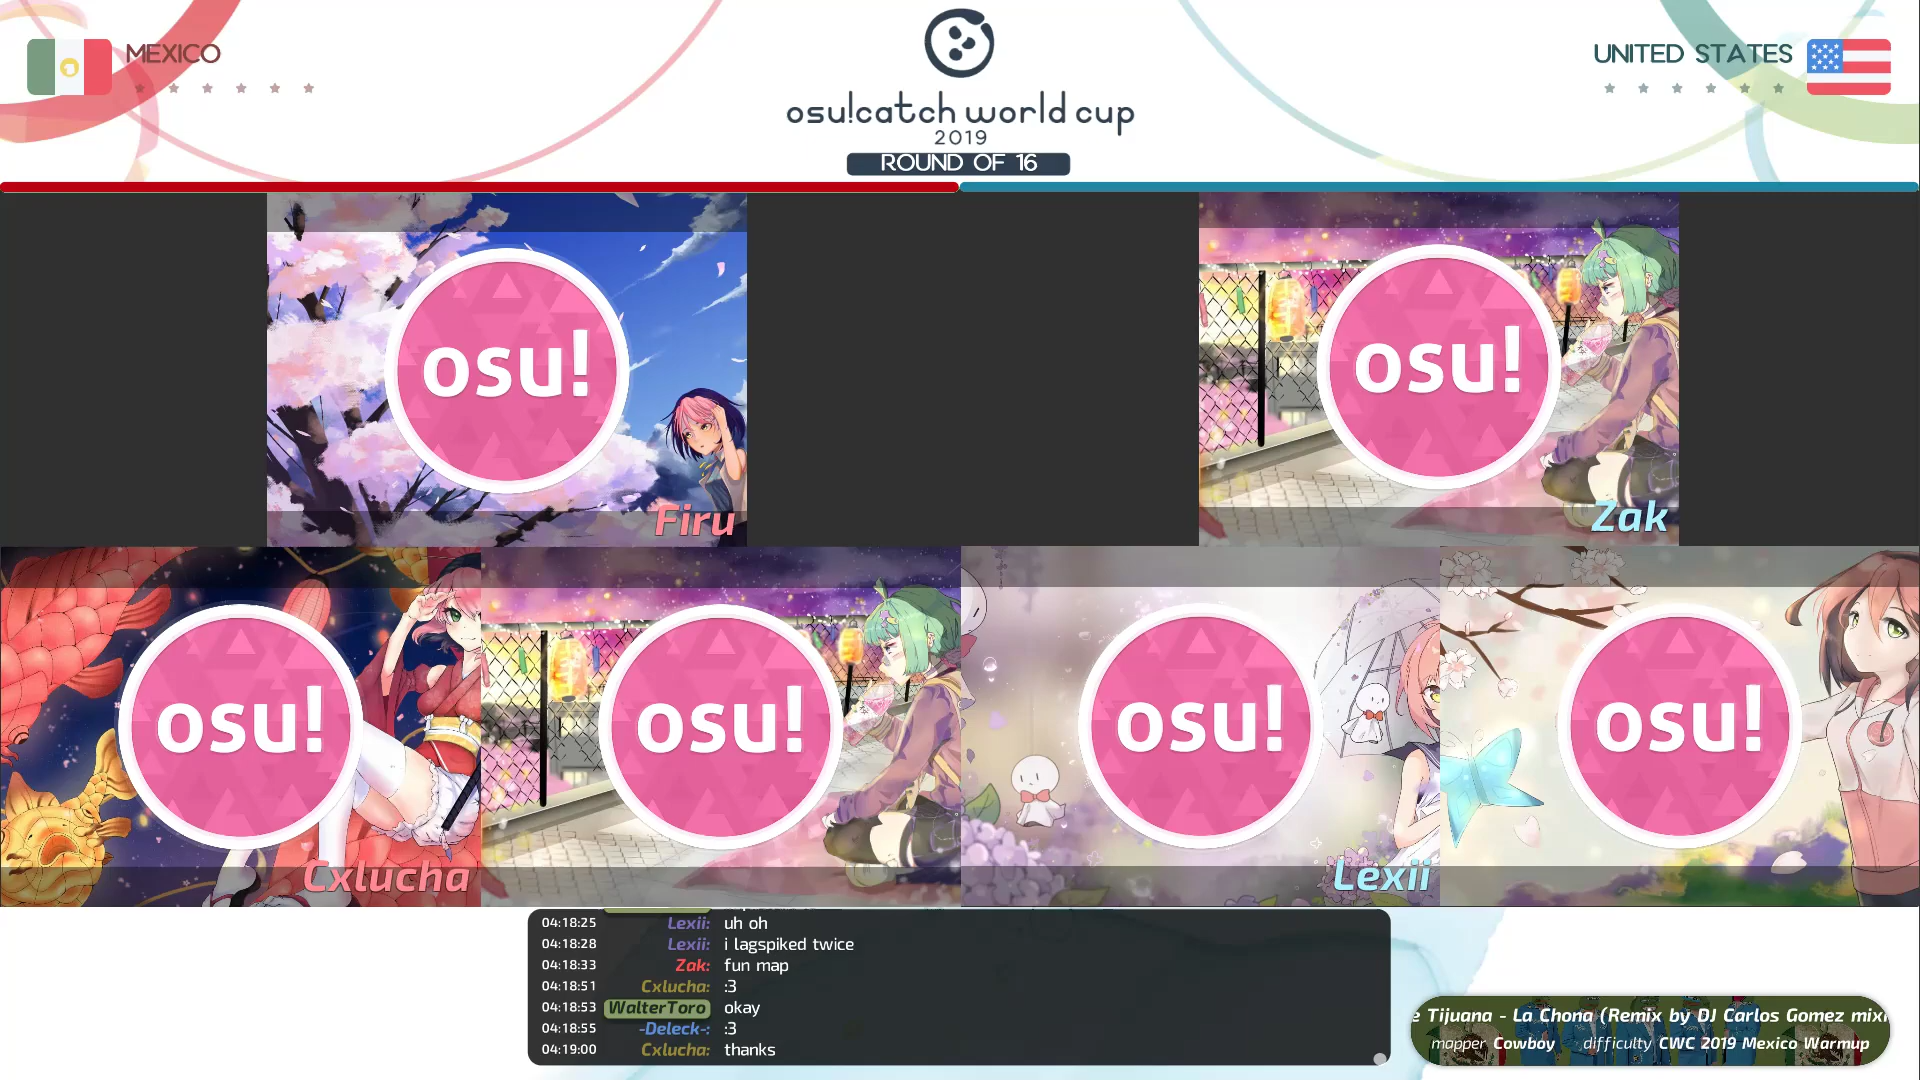 MEXICO
UNITED STATES
osu!catch world cup
2019
ROUND OF 16
osu!
osu!
Firu
Zak
osu!
osu!
osu!
osu!
Cxlucha
Lexii
04:18:25 Lexii: uh oh
04:18:28 Lexii: i lagspiked twice
04:18:33 Zak: fun map
04:18:51 Cxlucha: :3
04:18:53 WalterToro okay
04:18:55 -Deleck-: :3
04:19:00 Cxlucha: thanks
e Tijuana - La Chona (Remix by DJ Carlos Gomez mixi
mapper Cowboy difficulty CWC 2019 Mexico Warmup